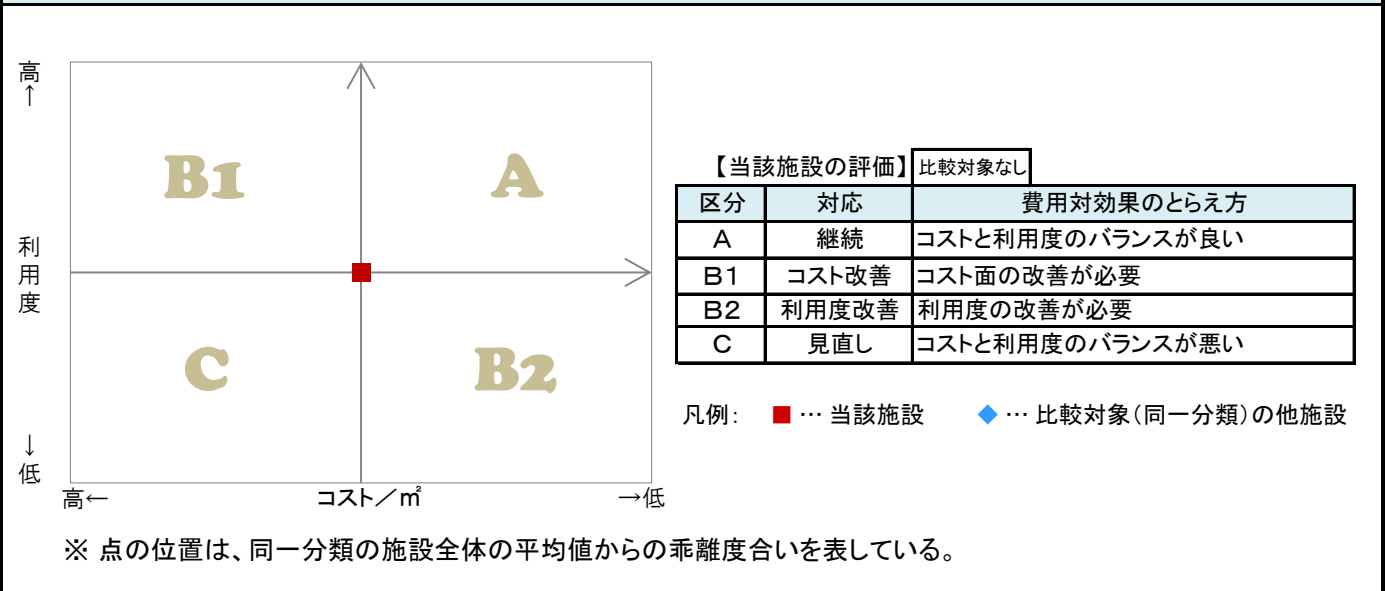 高
↑
利
用
度
↓
低
B1
A
C
B2
高←
コスト／㎡
→低
【当該施設の評価】 比較対象なし
区分 対応 費用対効果のとらえ方
A 継続 コストと利用度のバランスが良い
B1 コスト改善 コスト面の改善が必要
B2 利用度改善 利用度の改善が必要
C 見直し コストと利用度のバランスが悪い
凡例： ■ … 当該施設 ◆ … 比較対象（同一分類）の他施設
※ 点の位置は、同一分類の施設全体の平均値からの乖離度合いを表している。